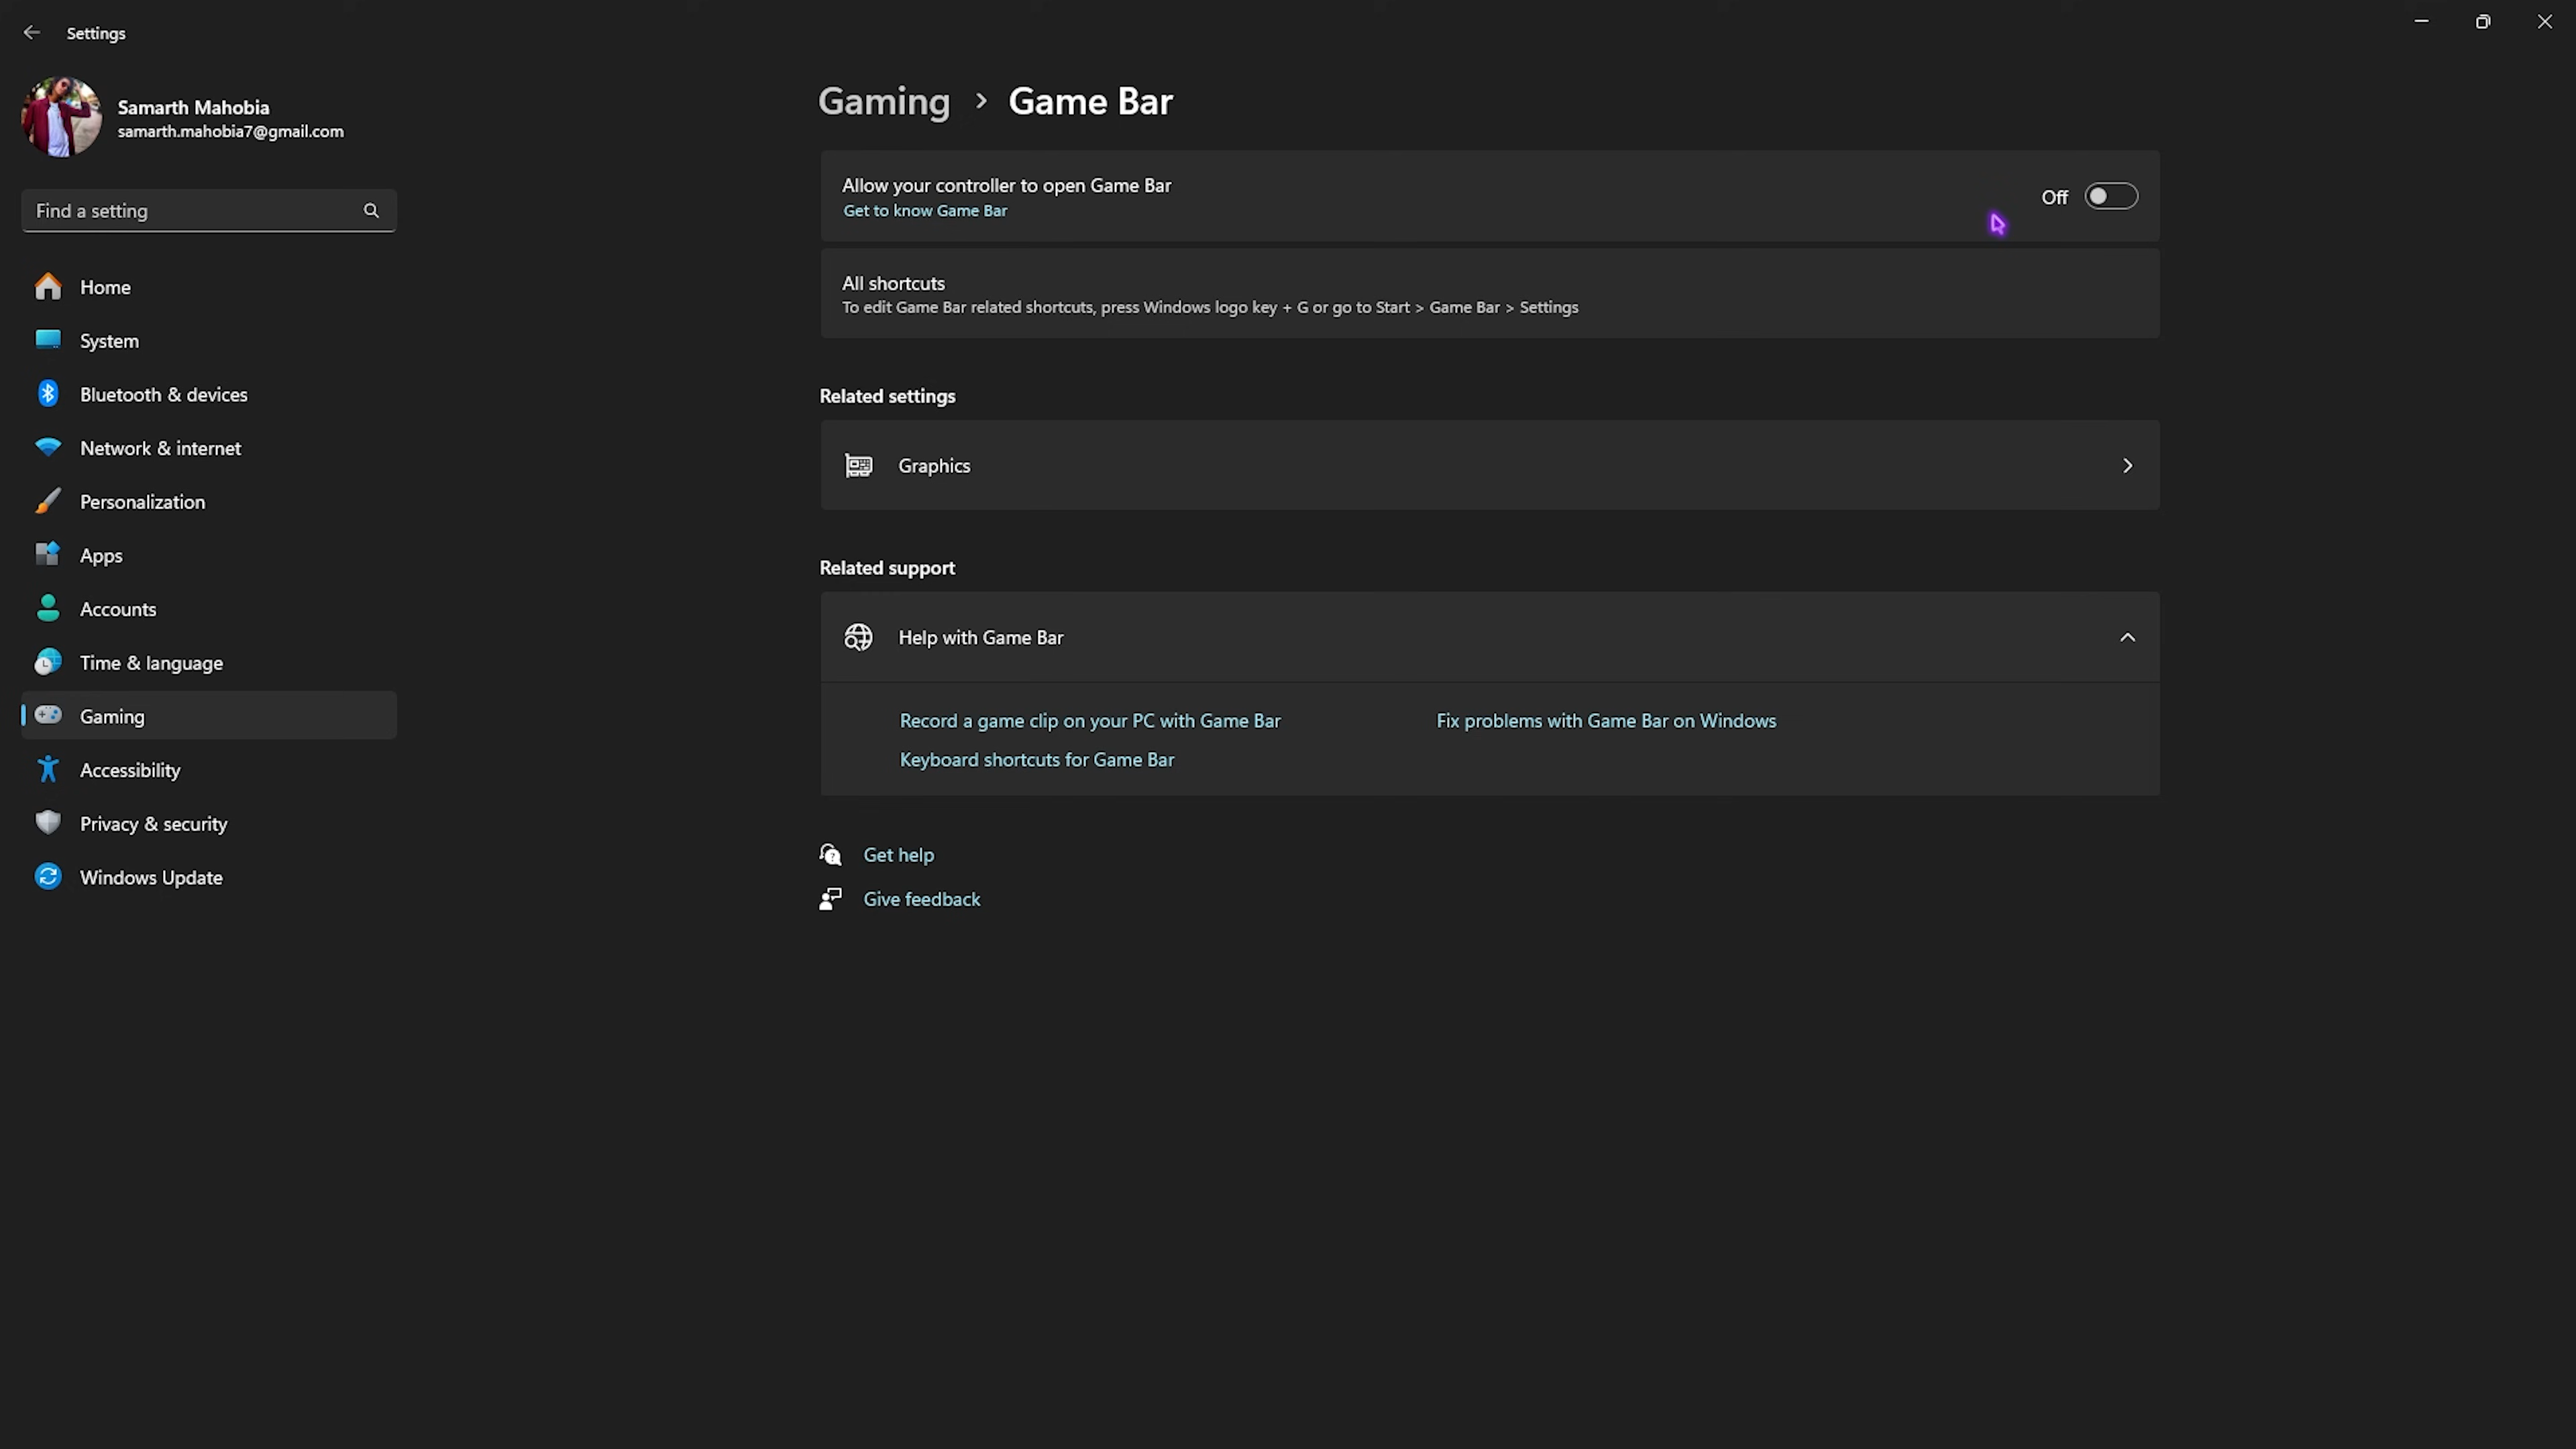 Settings
Samarth Mahobia
samarth.mahobia7@gmail.com
Find a setting
Home
System
Bluetooth & devices
Network & internet
Personalization
Apps
Accounts
Time & language
Gaming
Accessibility
Privacy & security
Windows Update
Gaming > Game Bar
Allow your controller to open Game Bar
Get to know Game Bar
Off
All shortcuts
To edit Game Bar related shortcuts, press Windows logo key + G or go to Start > Game Bar > Settings
Related settings
Graphics
Related support
Help with Game Bar
Record a game clip on your PC with Game Bar
Fix problems with Game Bar on Windows
Keyboard shortcuts for Game Bar
Get help
Give feedback